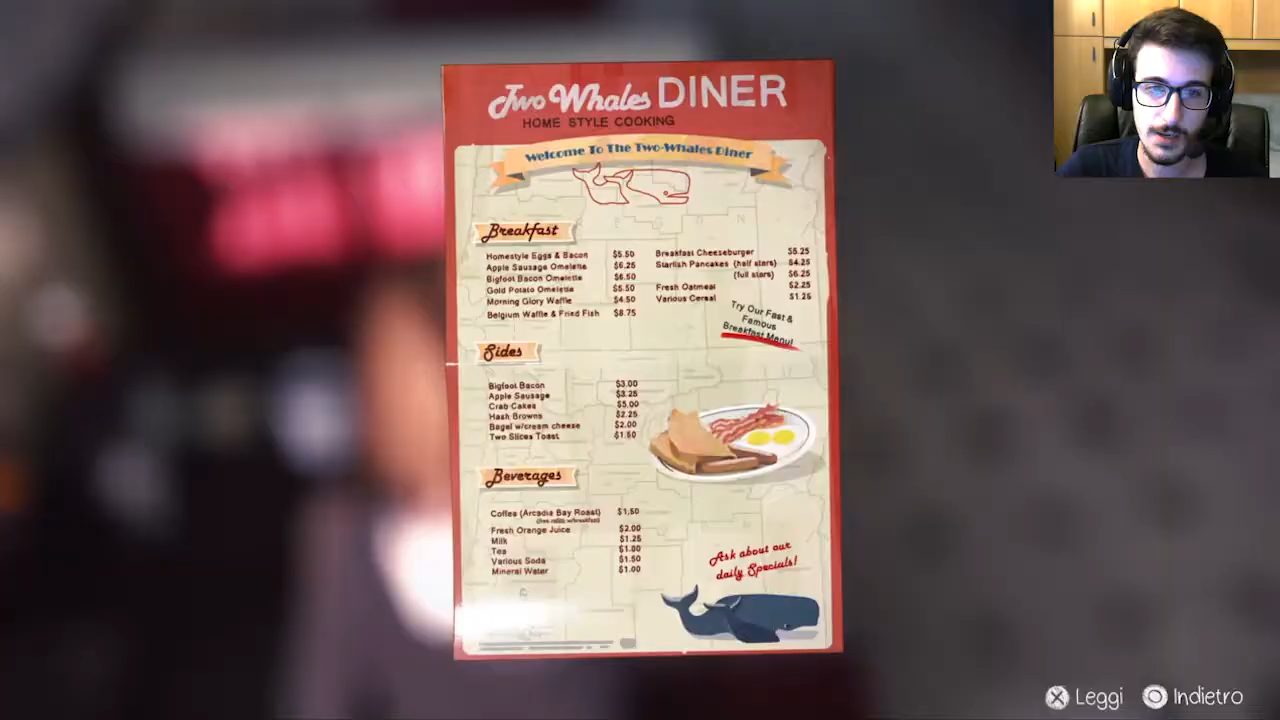 Two Whales DINER
HOME STYLE COOKING
Welcome To The Two-Whales Diner
Breakfast
Homestyle Eggs & Bacon $5.50
Apple Sausage Omelette $6.25
Bigfoot Bacon Omelette $6.50
Gold Potato Omelette $5.50
Morning Glory Waffle $4.50
Belgium Waffle & Fried Fish $8.75
Breakfast Cheeseburger $5.25
Starfish Pancakes (half stars) $4.25
(full stars) $6.25
Fresh Oatmeal $2.25
Various Cereal $1.25
Try Our Fast &
Famous
Breakfast Menu!
Sides
Bigfoot Bacon $3.00
Apple Sausage $3.25
Crab Cakes $5.00
Hash Browns $2.25
Bagel w/cream cheese $2.00
Two Slices Toast $1.50
Beverages
Coffee (Arcadia Bay Roast) $1.50
(free refills w/breakfast)
Fresh Orange Juice $2.00
Milk $1.25
Tea $1.00
Various Soda $1.50
Mineral Water $1.00
Ask about our
daily Specials!
Leggi Indietro